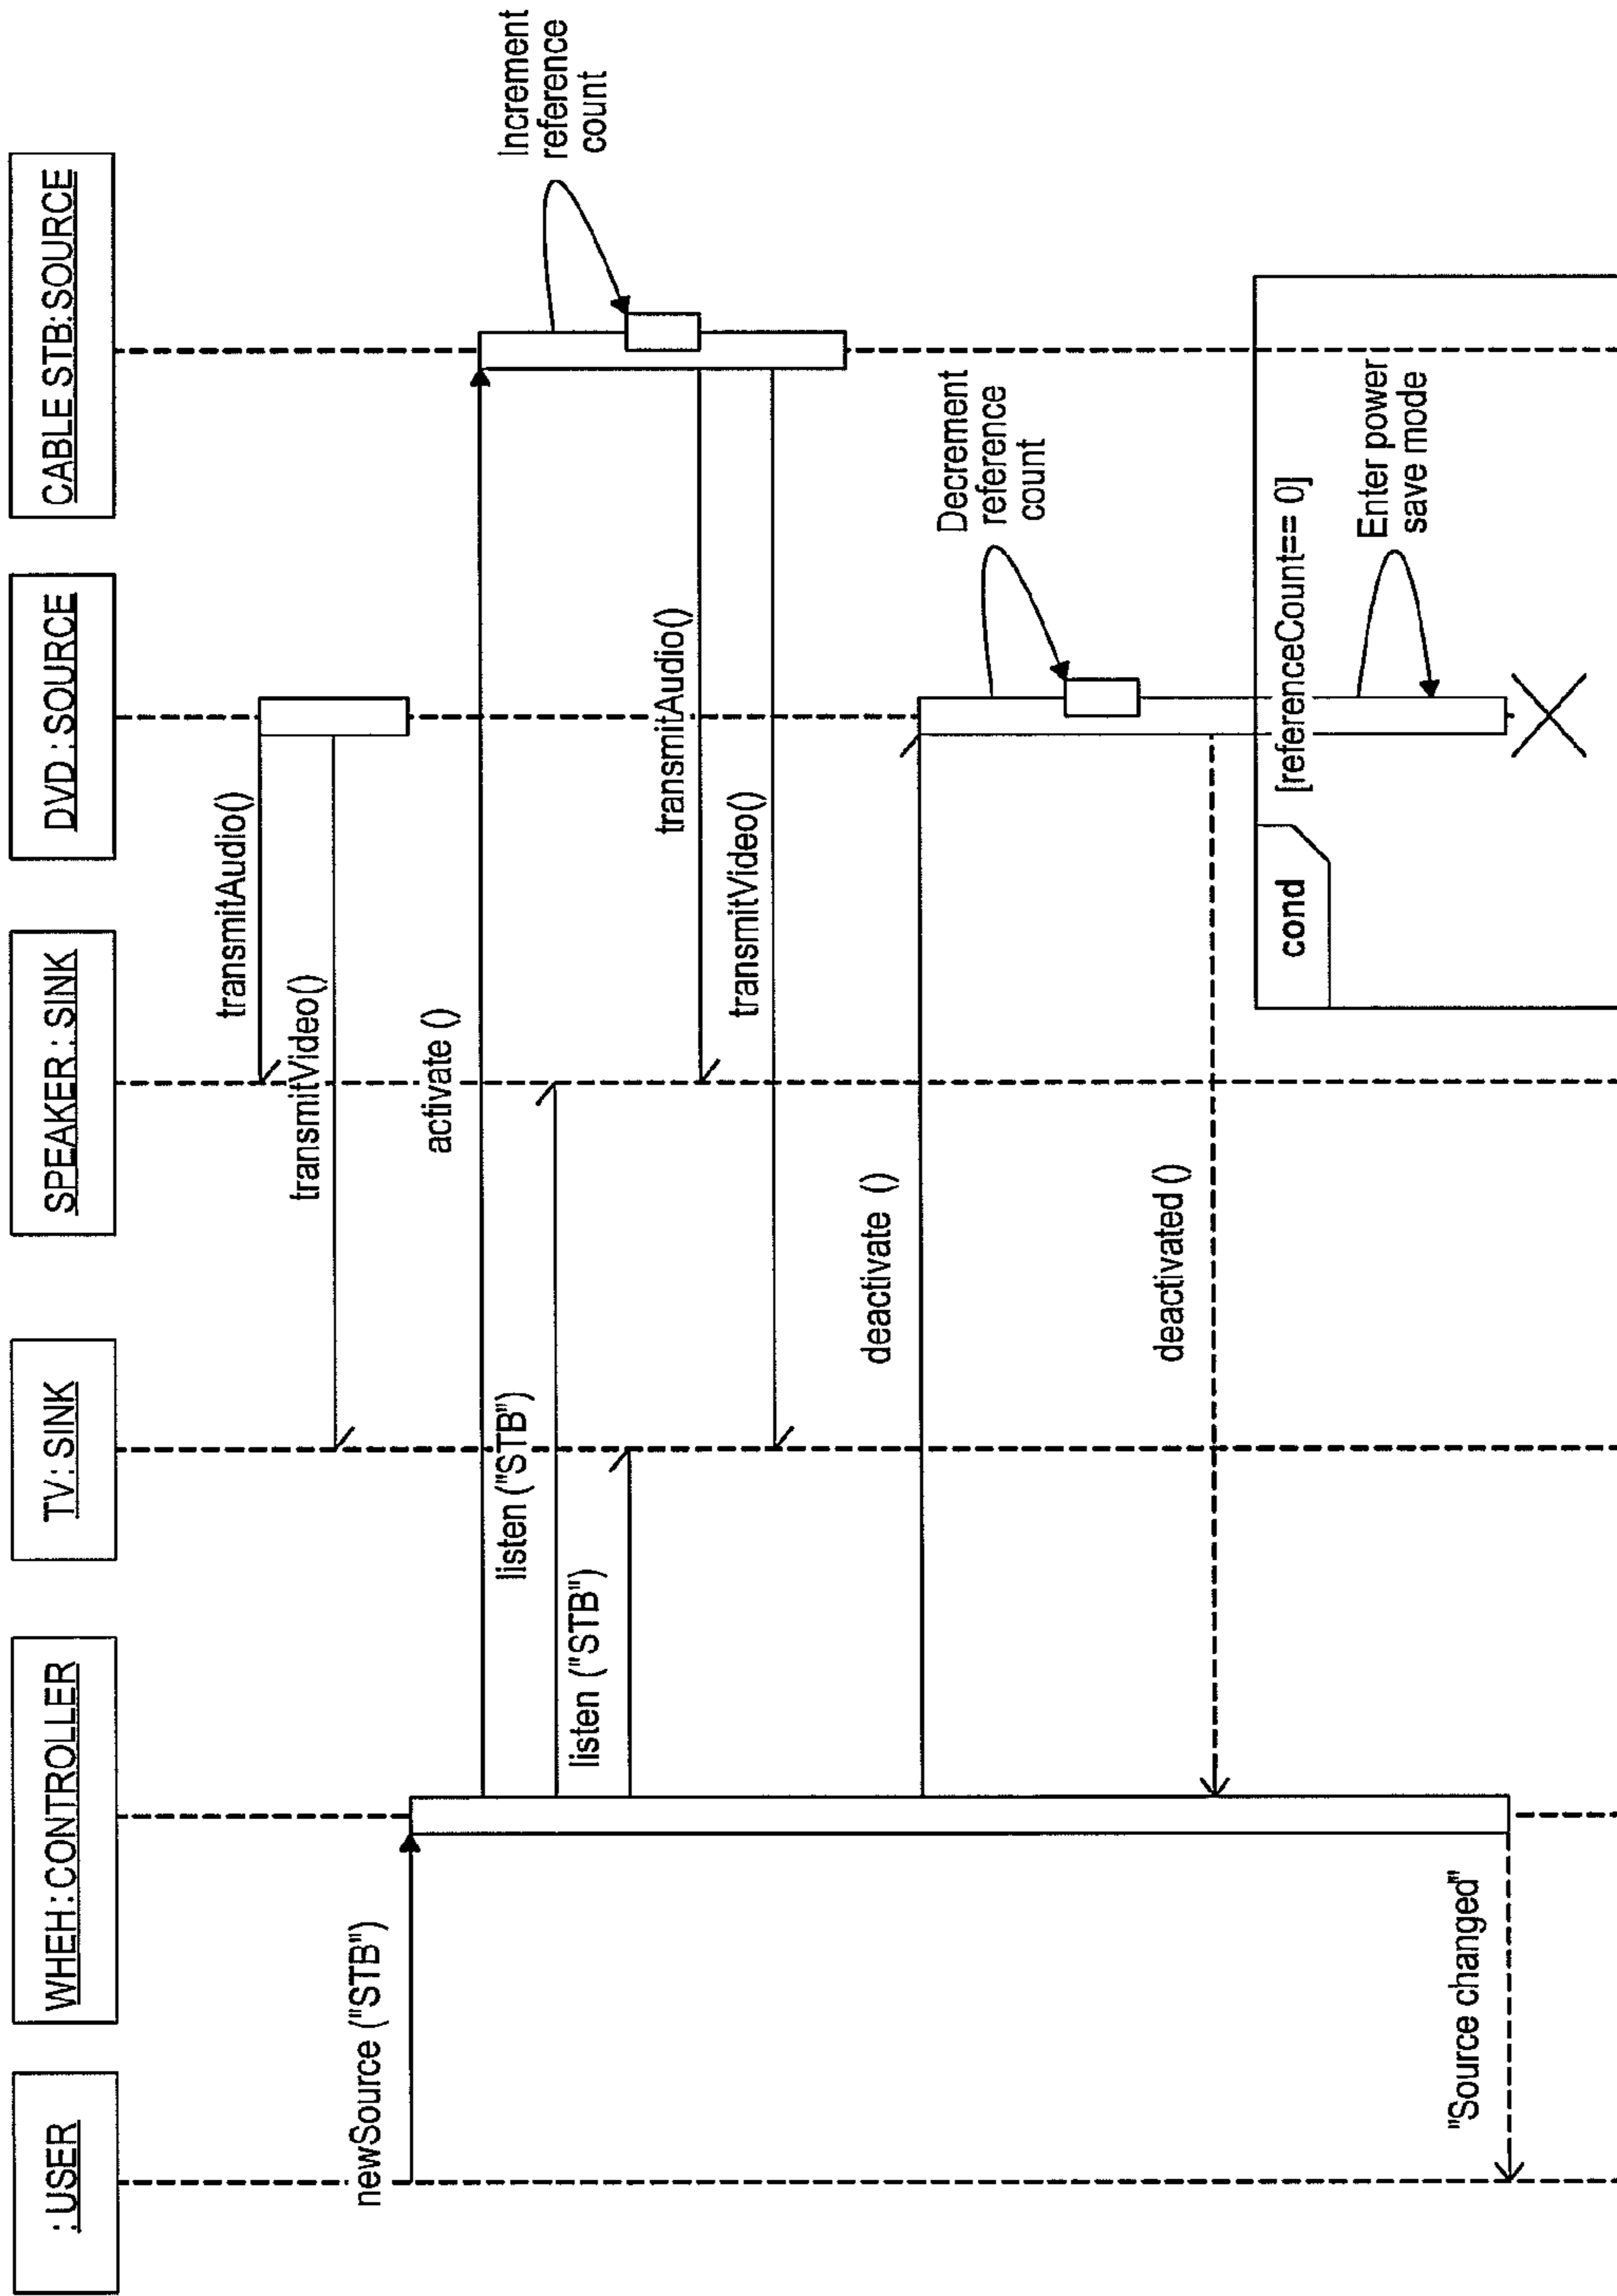 :USER
WHEH:CONTROLLER
TV:SINK
SPEAKER:SINK
DVD:SOURCE
CABLE STB:SOURCE
transmitAudio()
transmitVideo()
newSource ("STB")
activate ()
listen ("STB")
Increment
reference
count
listen ("STB")
transmitAudio()
transmitVideo()
deactivate ()
Decrement
reference
count
deactivated ()
cond
[referenceCount== 0]
Enter power
save mode
"Source changed"